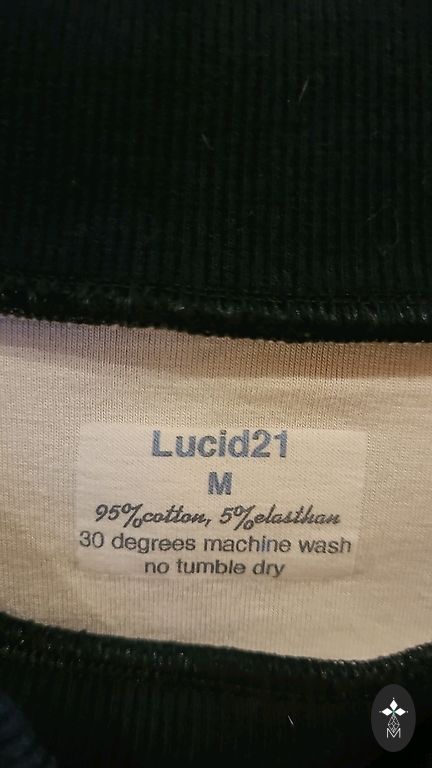 Lucid21
M
95%cotton, 5%elasthan
30 degrees machine wash
no tumble dry
M